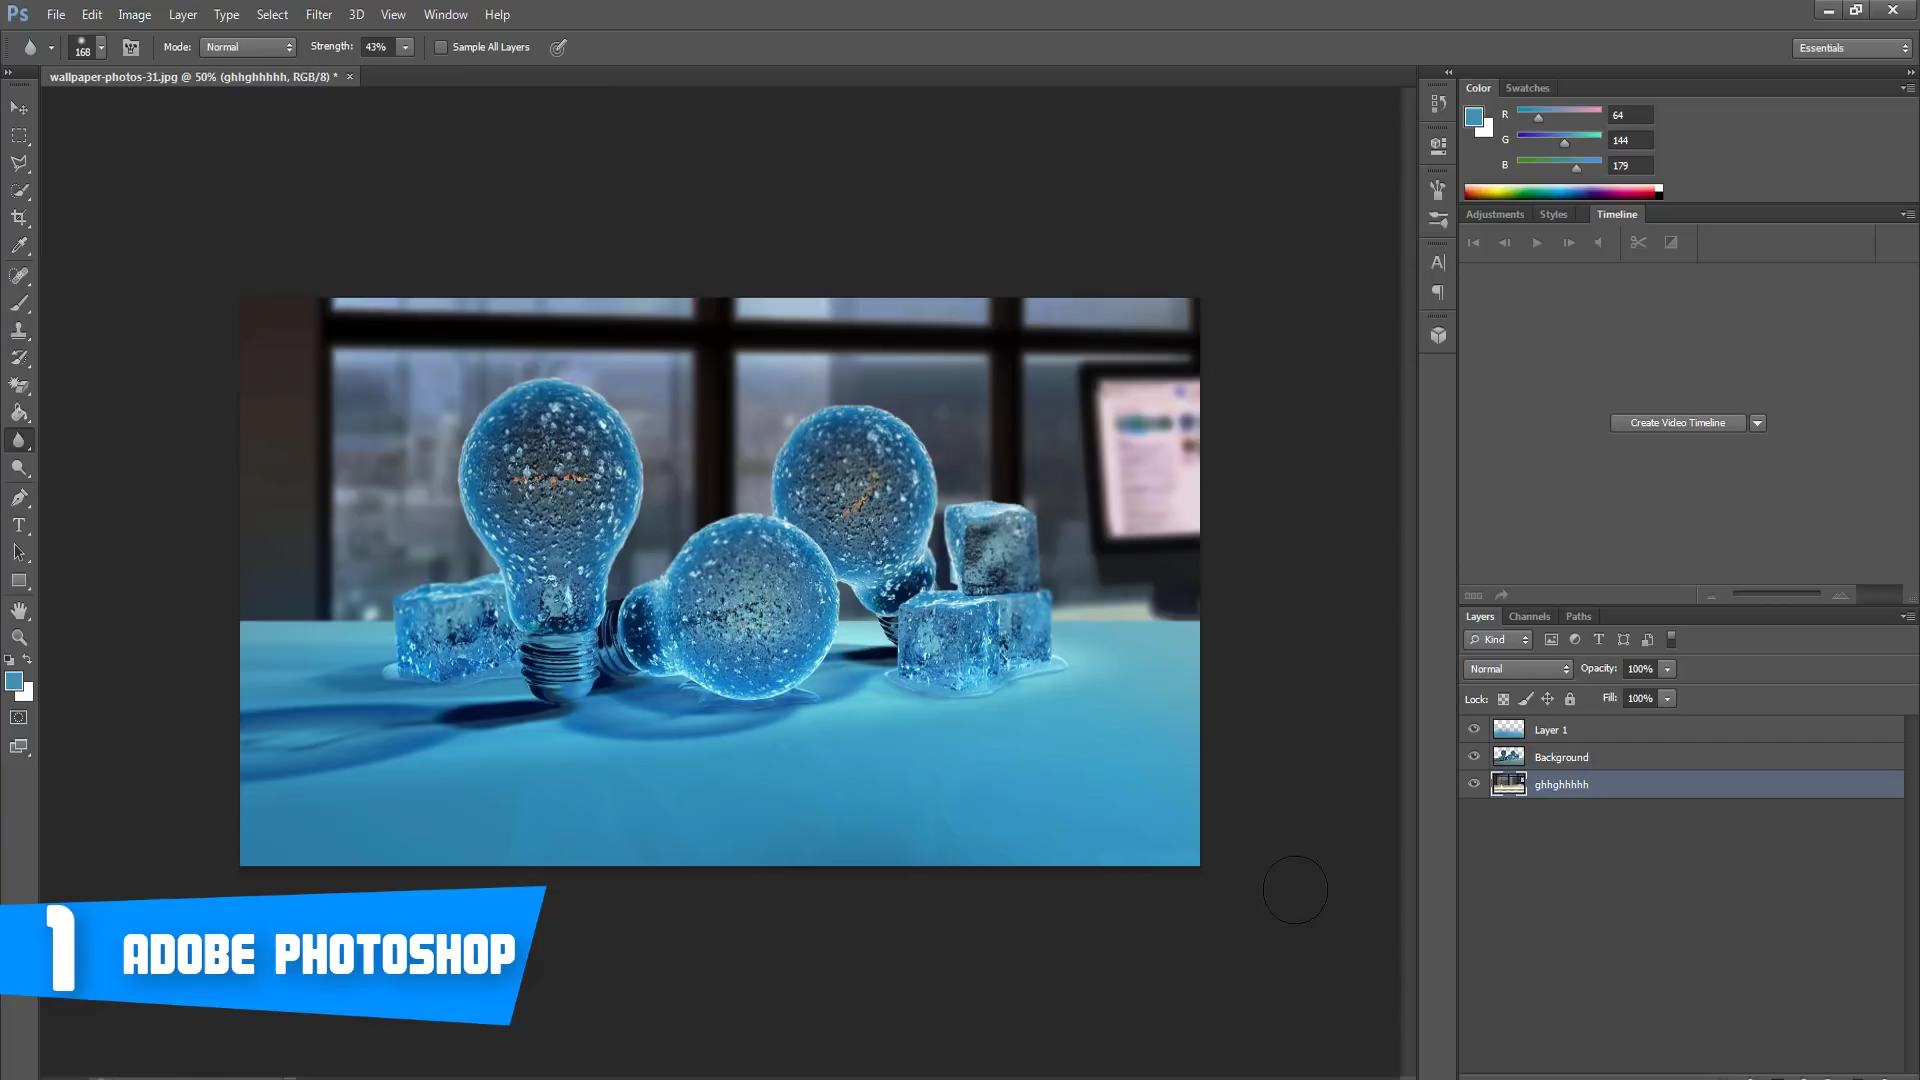 Ps File Edit Image Layer Type Select Filter 3D View Window Help
168 Mode: Normal Strength: 43% Sample All Layers Essentials
wallpaper-photos-31.jpg @ 50% (ghhghhhhh, RGB/8) * ×
Color Swatches
R 64
G 144
B 179
Adjustments Styles Timeline
Create Video Timeline
Layers Channels Paths
Kind
Normal Opacity: 100%
Lock: Fill: 100%
Layer 1
Background
ghhghhhhh
1 ADOBE PHOTOSHOP